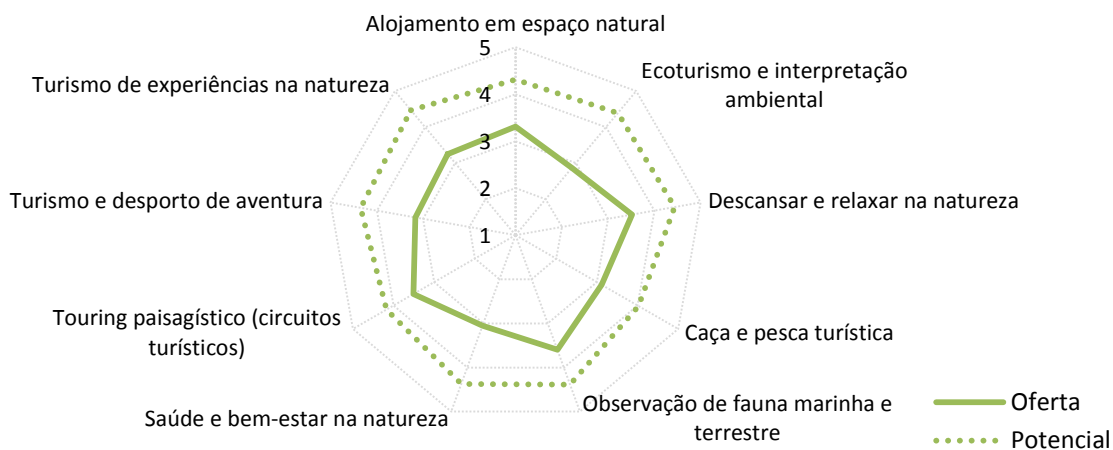 Alojamento em espaço natural
5
4
3
2
1
Ecoturismo e interpretação
ambiental
Descansar e relaxar na natureza
Caça e pesca turística
Observação de fauna marinha e
terrestre
Saúde e bem-estar na natureza
Touring paisagístico (circuitos
turísticos)
Turismo e desporto de aventura
Turismo de experiências na natureza
Oferta
Potencial